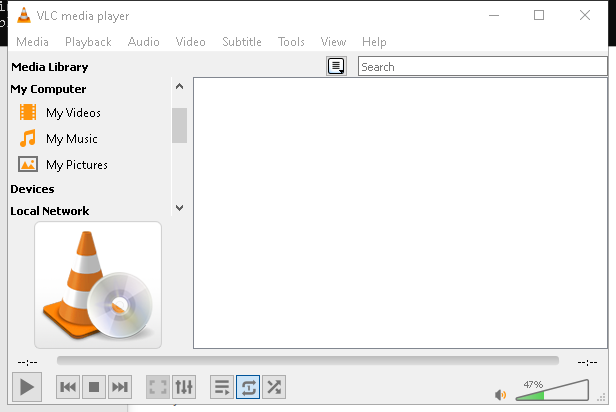 VLC media player
Media Playback Audio Video Subtitle Tools View Help
Media Library
Search
My Computer
My Videos
My Music
My Pictures
Devices
Local Network
--:-- --:--
47%